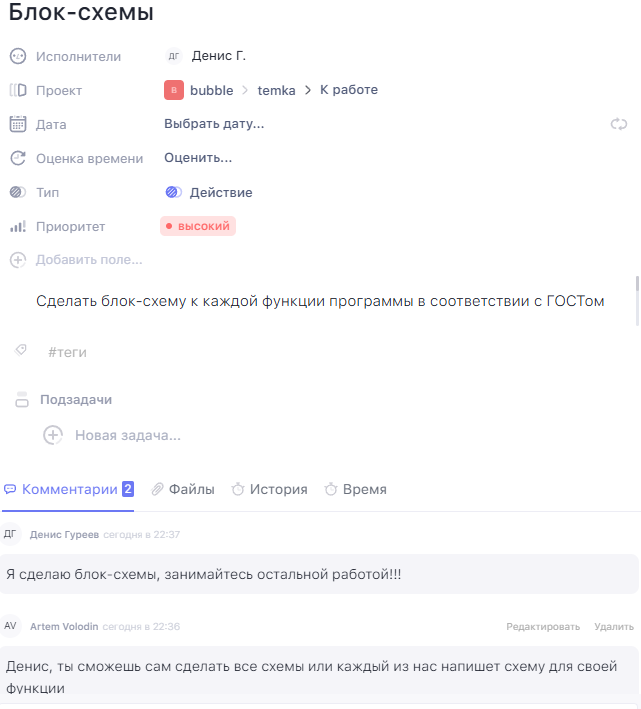 Блок-схемы
Исполнители ДГ Денис Г.
Проект B bubble temka К работе
Дата Выбрать дату...
Оценка времени Оценить...
Тип Действие
Приоритет высокий
Добавить поле...
Сделать блок-схему к каждой функции программы в соответствии с ГОСТом
#теги
Подзадачи
Новая задача...
Комментарии 2 Файлы История Время
ДГ Денис Гуреев сегодня в 22:37
Я сделаю блок-схемы, занимайтесь остальной работой!!!
AV Artem Volodin сегодня в 22:36 Редактировать Удалить
Денис, ты сможешь сам сделать все схемы или каждый из нас напишет схему для своей
функции